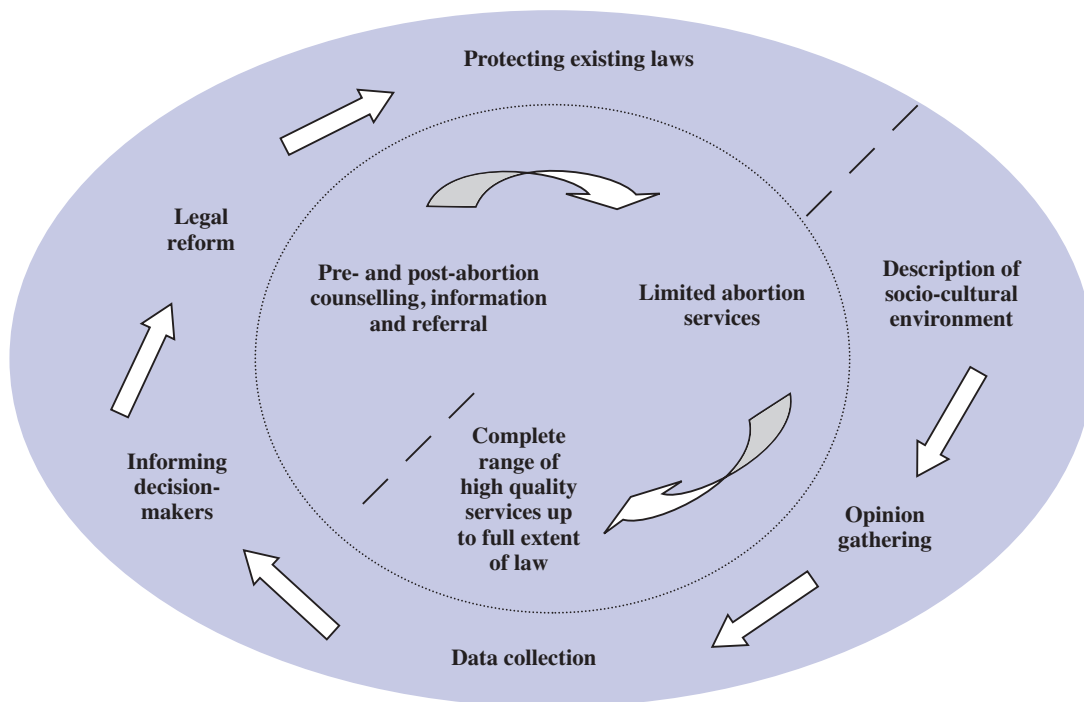 Protecting existing laws
Legal
reform
Pre- and post-abortion
counselling, information
and referral
Limited abortion
services
Description of
socio-cultural
environment
Informing
decision-
makers
Complete
range of
high quality
services up
to full extent
of law
Opinion
gathering
Data collection